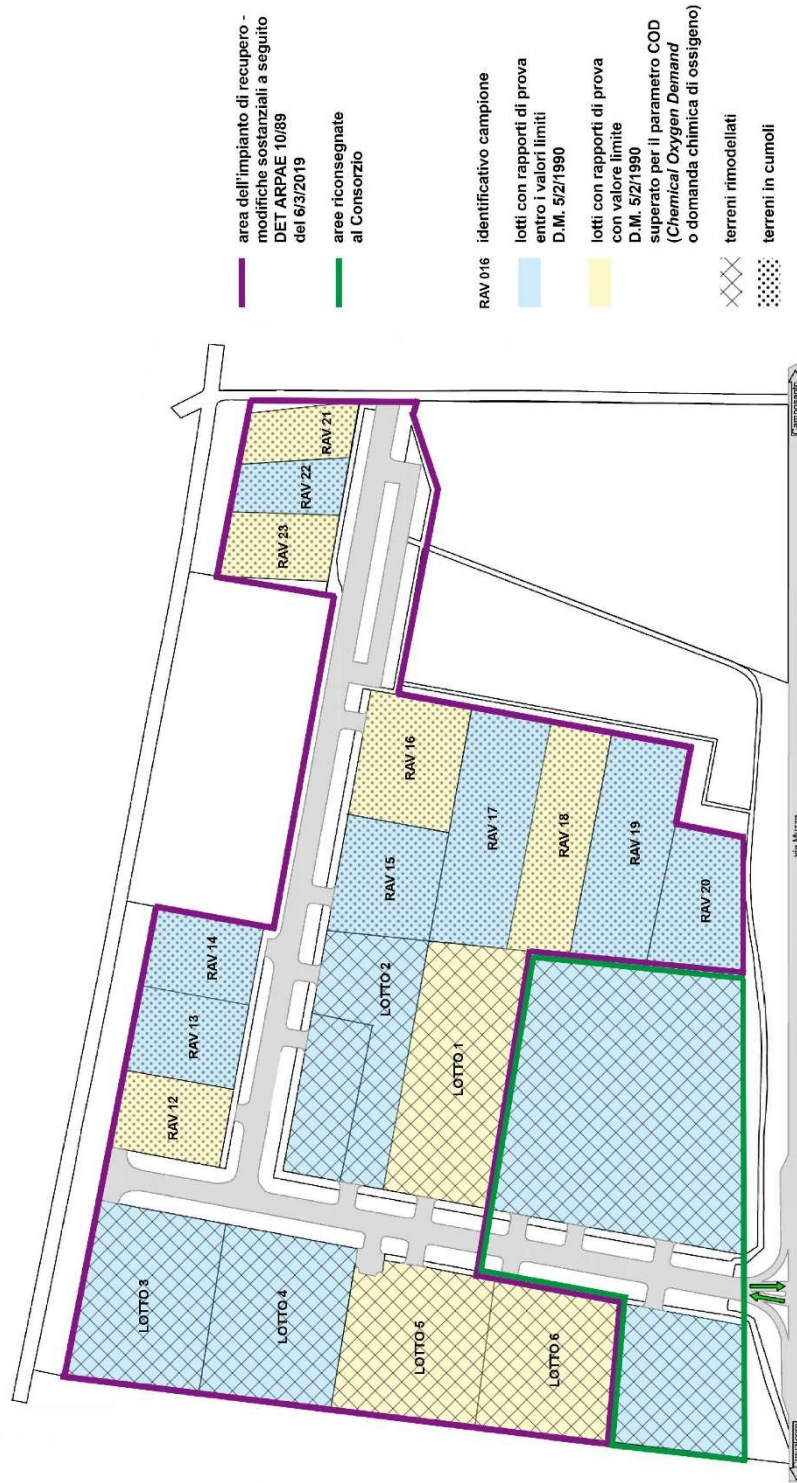 area dell'impianto di recupero -
modifiche sostanziali a seguito
DET ARPAE 10/89
del 6/3/2019
aree riconsegnate
al Consorzio
RAV 016 identificativo campione
lotti con rapporti di prova
entro i valori limiti
D.M. 5/2/1990
lotti con rapporti di prova
con valore limite
D.M. 5/2/1990
superato per il parametro COD
(Chemical Oxygen Demand
o domanda chimica di ossigeno)
terreni rimodellati
terreni in cumoli
LOTTO 3
LOTTO 4
LOTTO 5
LOTTO 6
RAV 12
RAV 13
RAV 14
LOTTO 2
LOTTO 1
RAV 15
RAV 16
RAV 17
RAV 18
RAV 19
RAV 20
RAV 23
RAV 22
RAV 21
Camposanto